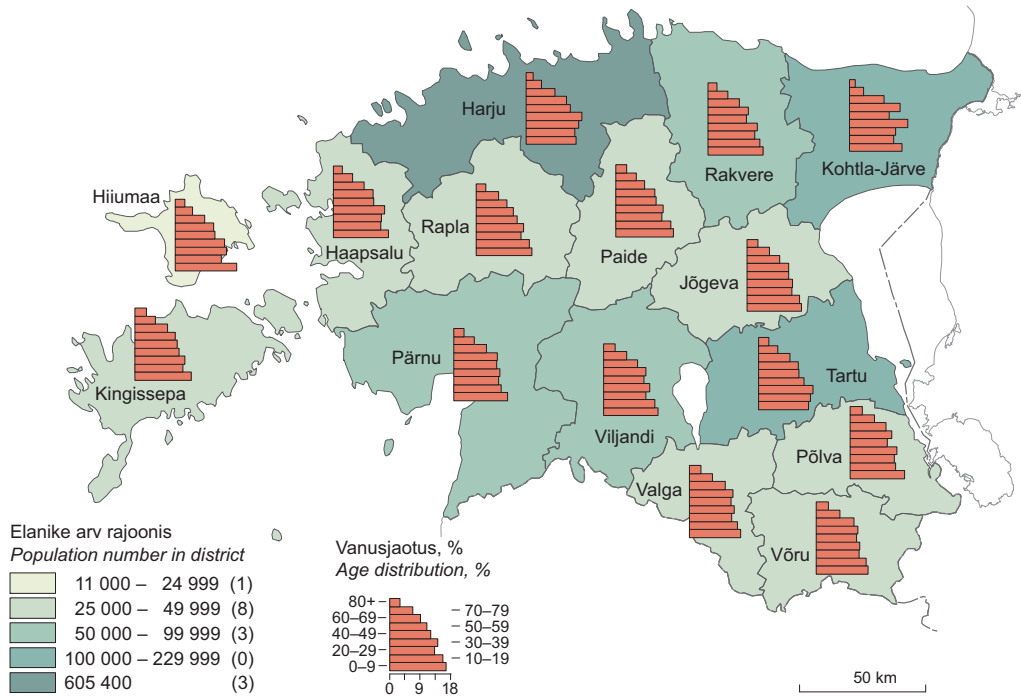 Harju
Rakvere
Kohtla-Järve
Hiiumaa
Haapsalu
Rapla
Paide
Jõgeva
Kingissepa
Pärnu
Viljandi
Tartu
Valga
Põlva
Võru
Elanike arv rajoonis
Population number in district
11 000 – 24 999 (1)
25 000 – 49 999 (8)
50 000 – 99 999 (3)
100 000 – 229 999 (0)
605 400 (3)
Vanusjaotus, %
Age distribution, %
80+
70–79
60–69
50–59
40–49
30–39
20–29
10–19
0–9
0 9 18
50 km